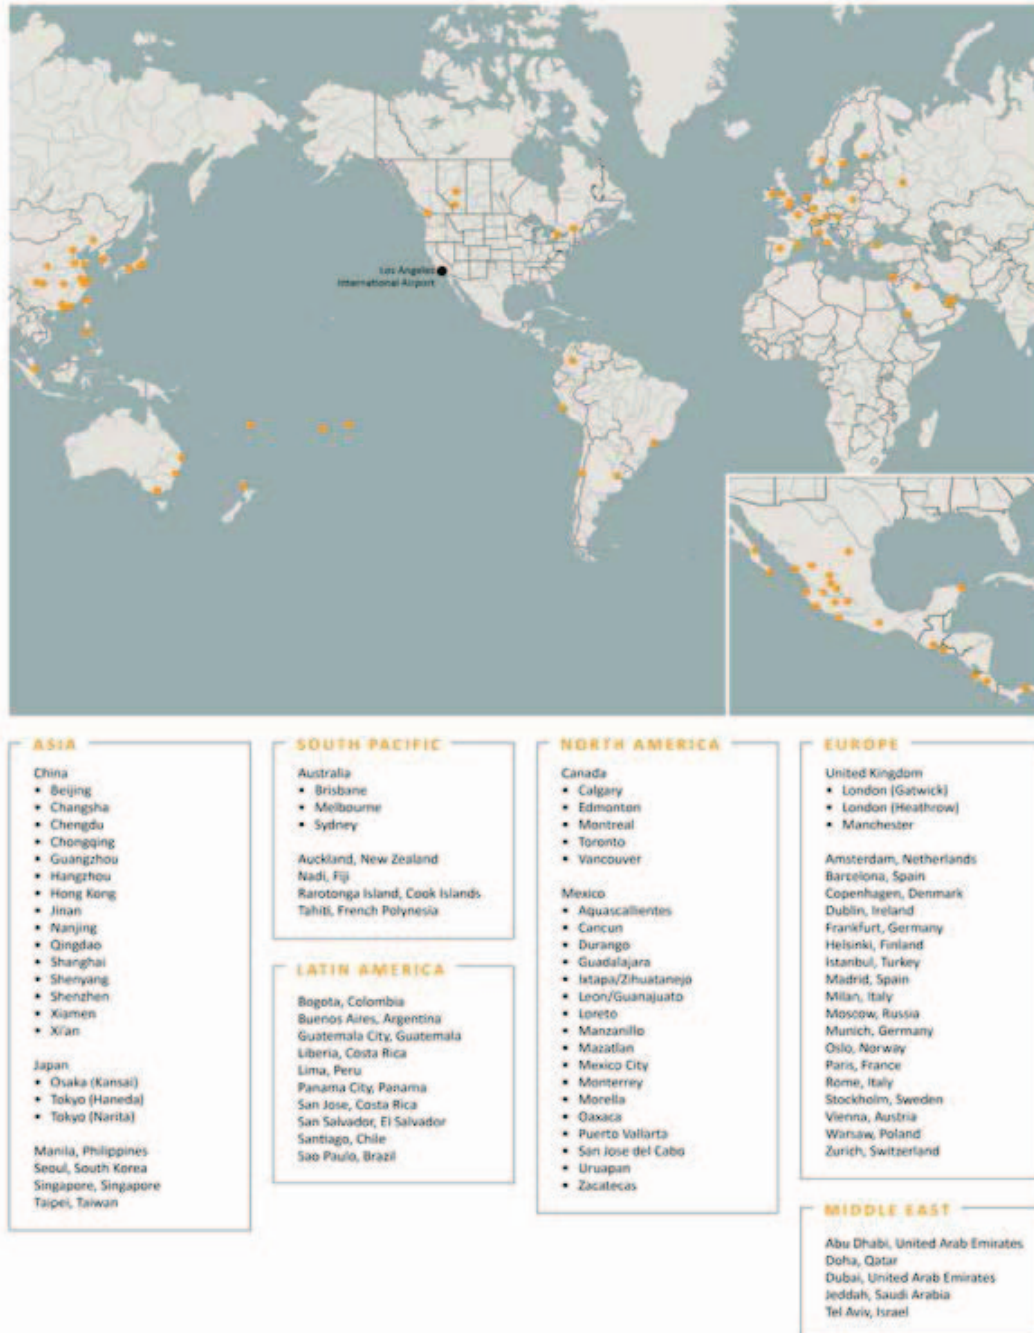 Los Angeles
International Airport
ASIA
China
• Beijing
• Changsha
• Chengdu
• Chongqing
• Guangzhou
• Hangzhou
• Hong Kong
• Jinan
• Nanjing
• Qingdao
• Shanghai
• Shenyang
• Shenzhen
• Xiamen
• Xi'an
Japan
• Osaka (Kansai)
• Tokyo (Haneda)
• Tokyo (Narita)
Manila, Philippines
Seoul, South Korea
Singapore, Singapore
Taipei, Taiwan
SOUTH PACIFIC
Australia
• Brisbane
• Melbourne
• Sydney
Auckland, New Zealand
Nadi, Fiji
Rarotonga Island, Cook Islands
Tahiti, French Polynesia
LATIN AMERICA
Bogota, Colombia
Buenos Aires, Argentina
Guatemala City, Guatemala
Liberia, Costa Rica
Lima, Peru
Panama City, Panama
San Jose, Costa Rica
San Salvador, El Salvador
Santiago, Chile
Sao Paulo, Brazil
NORTH AMERICA
Canada
• Calgary
• Edmonton
• Montreal
• Toronto
• Vancouver
Mexico
• Aquascallientes
• Cancun
• Durango
• Guadalajara
• Ixtapa/Zihuatanejo
• Leon/Guanajuato
• Loreto
• Manzanillo
• Mazatlan
• Mexico City
• Monterrey
• Morella
• Oaxaca
• Puerto Vallarta
• San Jose del Cabo
• Uruapan
• Zacatecas
EUROPE
United Kingdom
• London (Gatwick)
• London (Heathrow)
• Manchester
Amsterdam, Netherlands
Barcelona, Spain
Copenhagen, Denmark
Dublin, Ireland
Frankfurt, Germany
Helsinki, Finland
Istanbul, Turkey
Madrid, Spain
Milan, Italy
Moscow, Russia
Munich, Germany
Oslo, Norway
Paris, France
Rome, Italy
Stockholm, Sweden
Vienna, Austria
Warsaw, Poland
Zurich, Switzerland
MIDDLE EAST
Abu Dhabi, United Arab Emirates
Doha, Qatar
Dubai, United Arab Emirates
Jeddah, Saudi Arabia
Tel Aviv, Israel